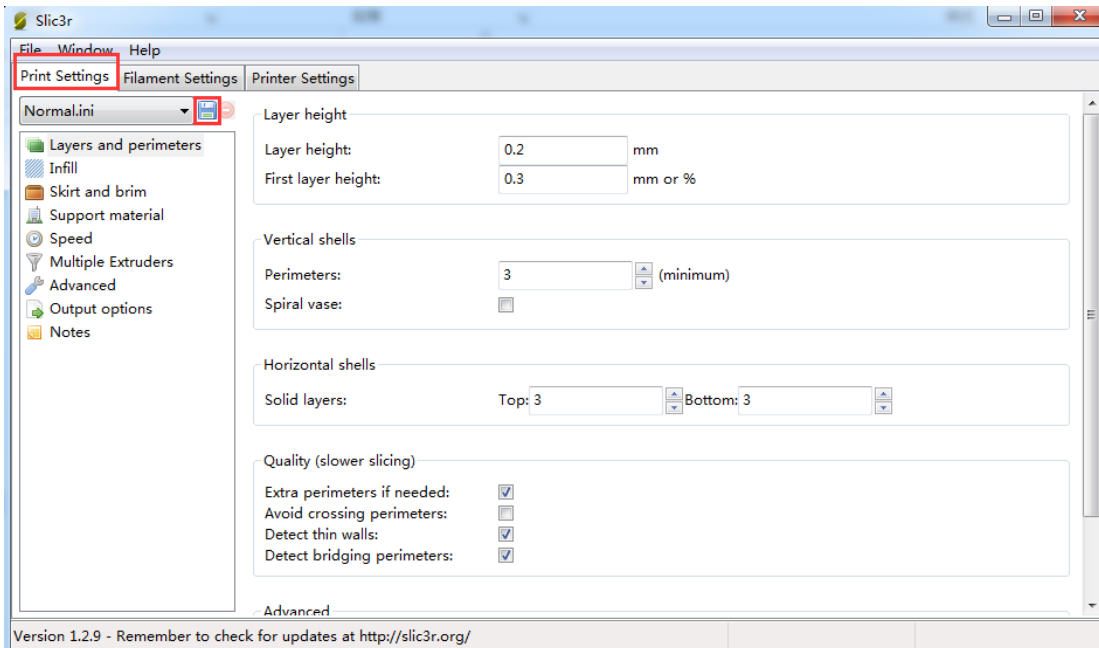 Slic3r
File Window Help
Print Settings Filament Settings Printer Settings
Normal.ini
Layers and perimeters
Infill
Skirt and brim
Support material
Speed
Multiple Extruders
Advanced
Output options
Notes
Layer height
Layer height: 0.2 mm
First layer height: 0.3 mm or %
Vertical shells
Perimeters: 3 (minimum)
Spiral vase:
Horizontal shells
Solid layers: Top: 3 Bottom: 3
Quality (slower slicing)
Extra perimeters if needed:
Avoid crossing perimeters:
Detect thin walls:
Detect bridging perimeters:
Advanced
Version 1.2.9 - Remember to check for updates at http://slic3r.org/